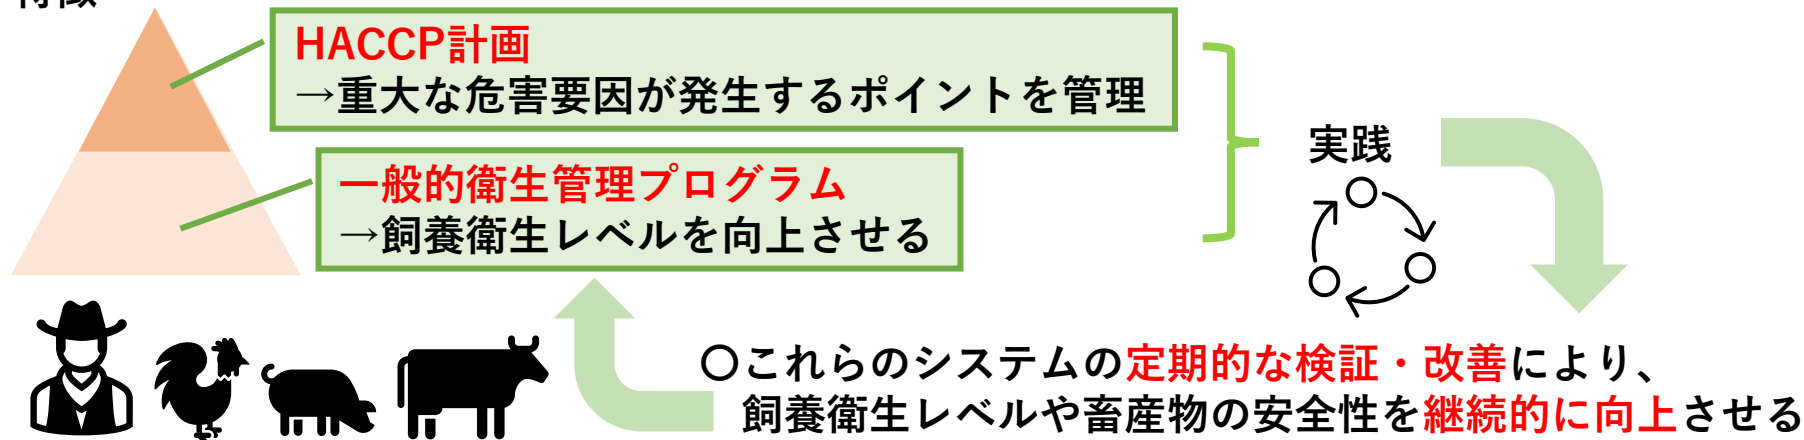 特徴
HACCP計画
→重大な危害要因が発生するポイントを管理
一般的衛生管理プログラム
→飼養衛生レベルを向上させる
実践
〇これらのシステムの定期的な検証・改善により、
飼養衛生レベルや畜産物の安全性を継続的に向上させる